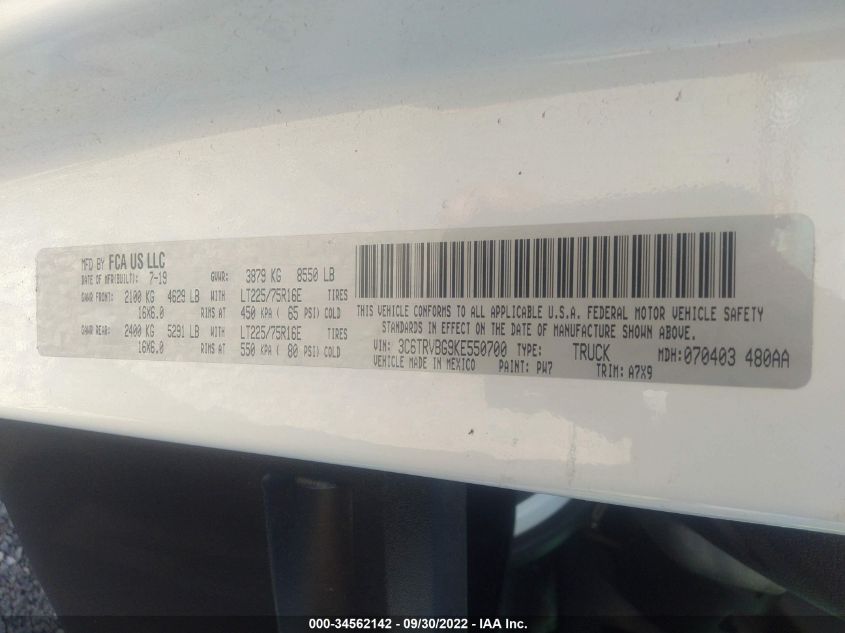 MFD BY FCA US LLC
DATE OF MFR(BUILT): 7-19 GVWR: 3879 KG 8550 LB
GAWR FRONT: 2100 KG 4629 LB WITH LT225/75R16E TIRES
16X6.0 RIMS AT 450 KPA ( 65 PSI) COLD
GAWR REAR: 2400 KG 5291 LB WITH LT225/75R16E TIRES
16X6.0 RIMS AT 550 KPA ( 80 PSI) COLD
THIS VEHICLE CONFORMS TO ALL APPLICABLE U.S.A. FEDERAL MOTOR VEHICLE SAFETY
STANDARDS IN EFFECT ON THE DATE OF MANUFACTURE SHOWN ABOVE.
VIN: 3C6TRVBG9KE550700 TYPE: TRUCK MDH: 070403 480AA
VEHICLE MADE IN MEXICO PAINT: PW7 TRIM: A7X9
000-34562142 / 09/30/2022 - IAA Inc.